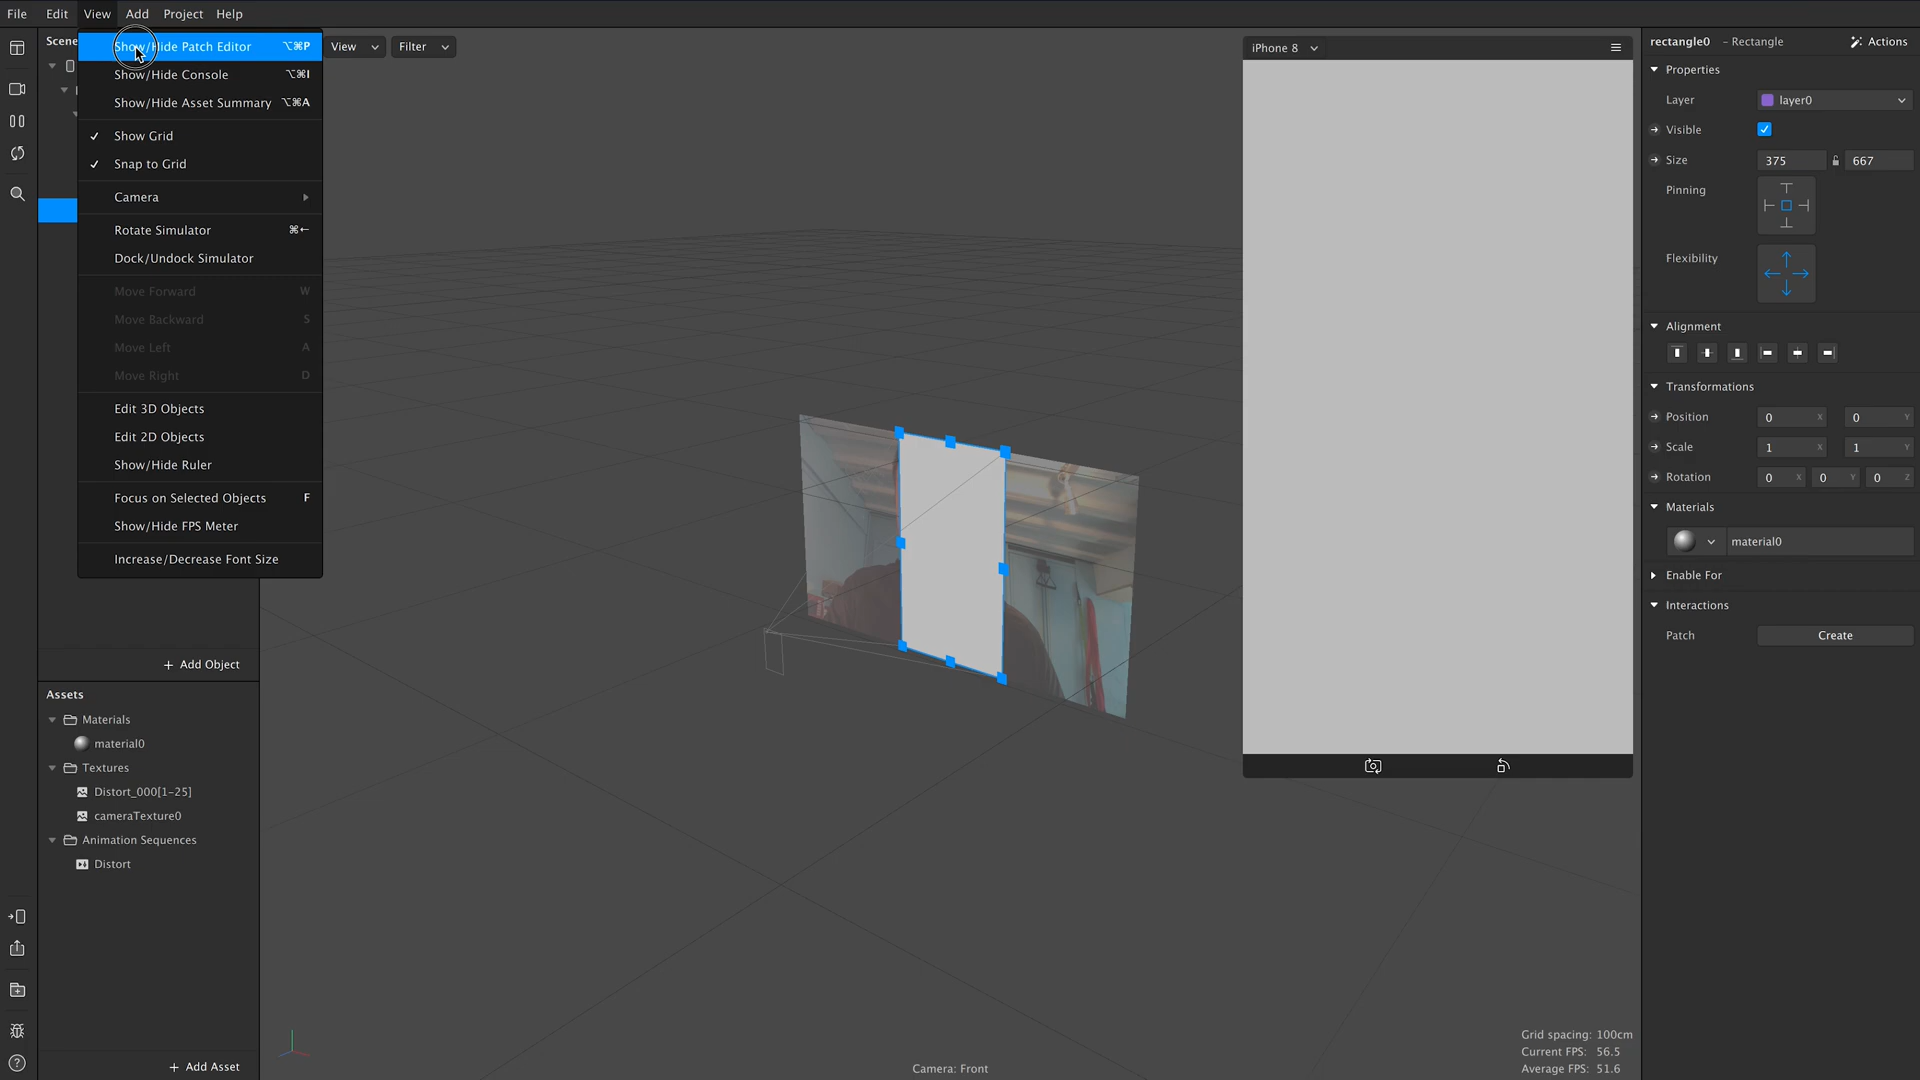 File Edit View Add Project Help
Scene
Show/Hide Patch Editor ⌥⌘P
Show/Hide Console ⌥⌘I
Show/Hide Asset Summary ⌥⌘A
Show Grid
Snap to Grid
Camera
Rotate Simulator ⌘←
Dock/Undock Simulator
Move Forward W
Move Backward S
Move Left A
Move Right D
Edit 3D Objects
Edit 2D Objects
Show/Hide Ruler
Focus on Selected Objects F
Show/Hide FPS Meter
Increase/Decrease Font Size
+ Add Object
Assets
Materials
material0
Textures
Distort_000[1-25]
cameraTexture0
Animation Sequences
Distort
+ Add Asset
View Filter
Camera: Front
iPhone 8
Grid spacing: 100cm
Current FPS: 56.5
Average FPS: 51.6
rectangle0 - Rectangle Actions
Properties
Layer layer0
Visible
Size 375 667
Pinning
Flexibility
Alignment
Transformations
Position 0 X 0 Y
Scale 1 X 1 Y
Rotation 0 X 0 Y 0 Z
Materials
material0
Enable For
Interactions
Patch Create